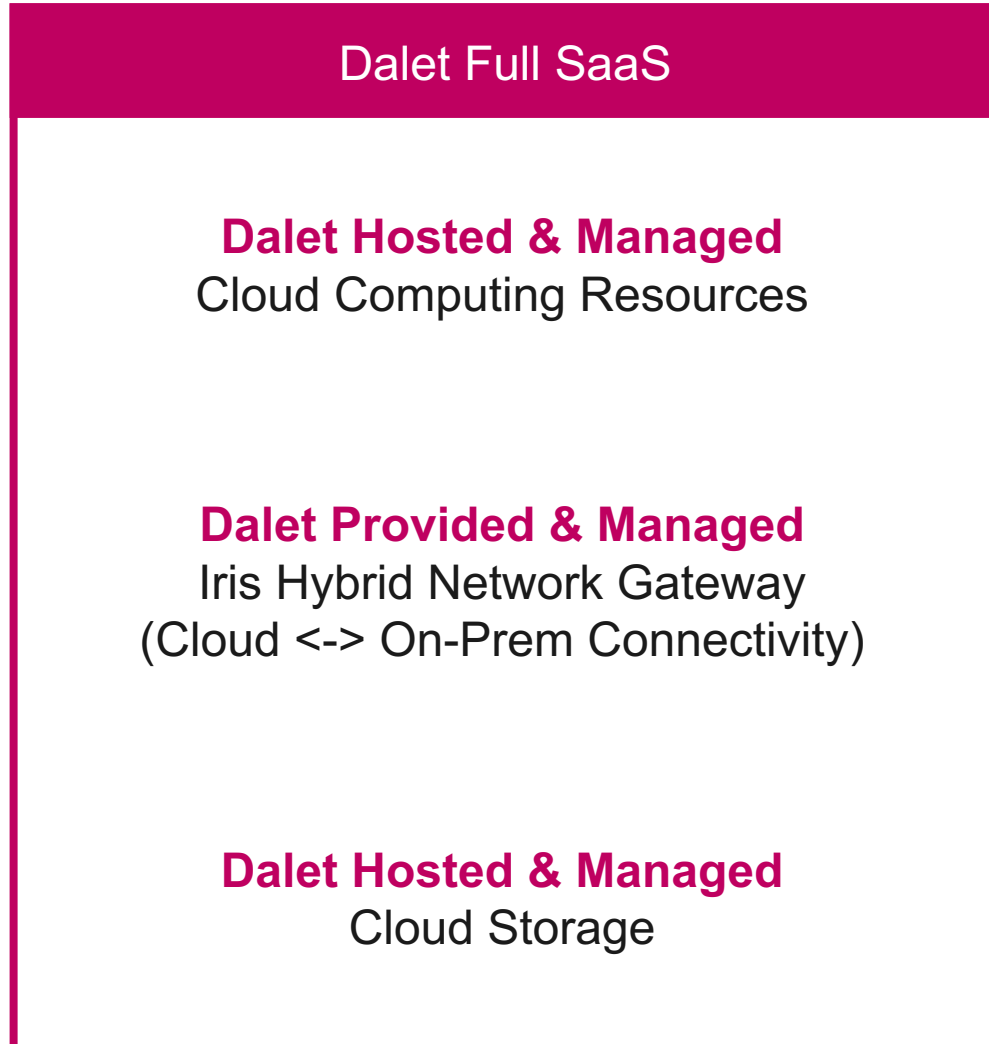 Dalet Full SaaS
Dalet Hosted & Managed
Cloud Computing Resources
Dalet Provided & Managed
Iris Hybrid Network Gateway
(Cloud <-> On-Prem Connectivity)
Dalet Hosted & Managed
Cloud Storage